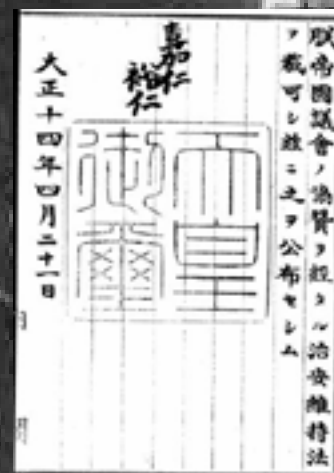 朕帝國議會ノ協賛ヲ經タル治安維持法
ヲ裁可シ玆ニ之ヲ公布セシム
嘉仁
裕仁
天皇
御璽
大正十四年四月二十一日